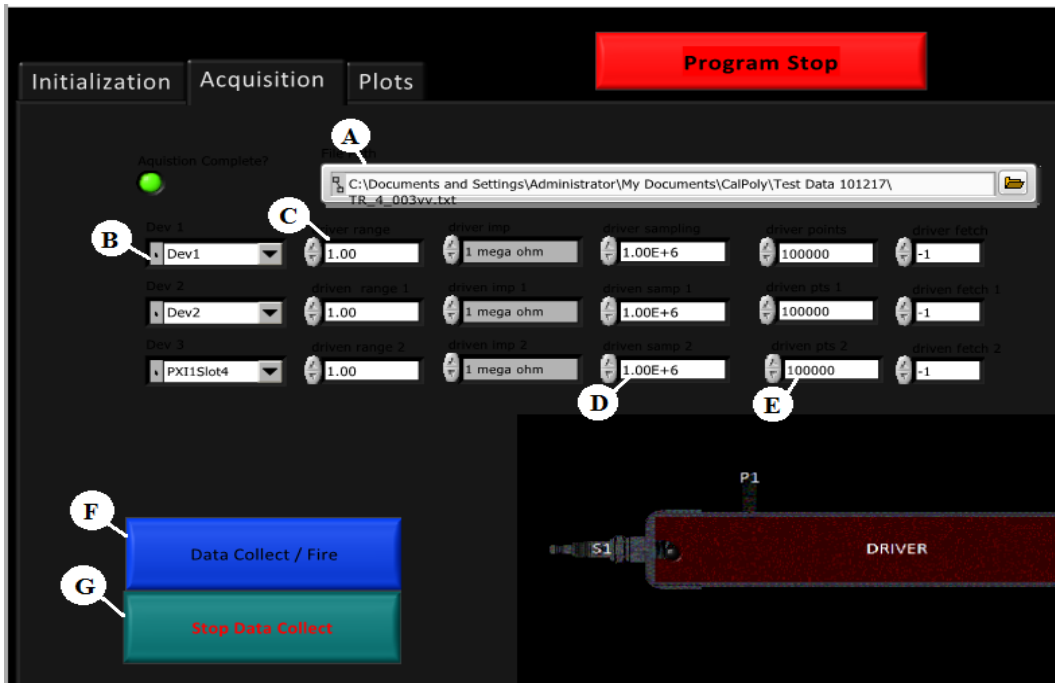 Program Stop
Initialization Acquisition Plots
A
Aquistion Complete? File Path
C:\Documents and Settings\Administrator\My Documents\CalPoly\Test Data 101217\
TR_4_003vv.txt
C
B
Dev 1 driver range driver imp driver sampling driver points driver fetch
Dev1 1.00 1 mega ohm 1.00E+6 100000 -1
Dev 2 driven range 1 driven imp 1 driven samp 1 driven pts 1 driven fetch 1
Dev2 1.00 1 mega ohm 1.00E+6 100000 -1
Dev 3 driven range 2 driven imp 2 driven samp 2 driven pts 2 driven fetch 2
PXI1Slot4 1.00 1 mega ohm 1.00E+6 100000 -1
D E
P1
F
S1 DRIVER
Data Collect / Fire
G
Stop Data Collect